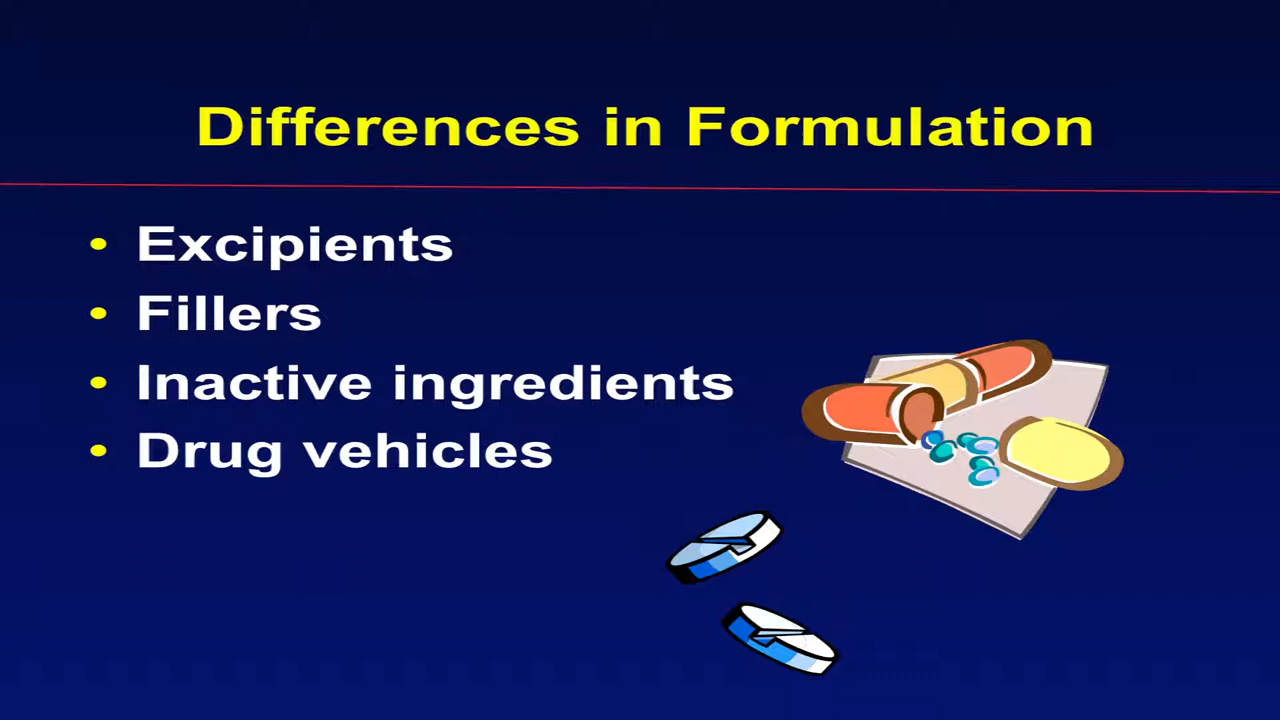 Differences in Formulation
• Excipients
• Fillers
• Inactive ingredients
• Drug vehicles